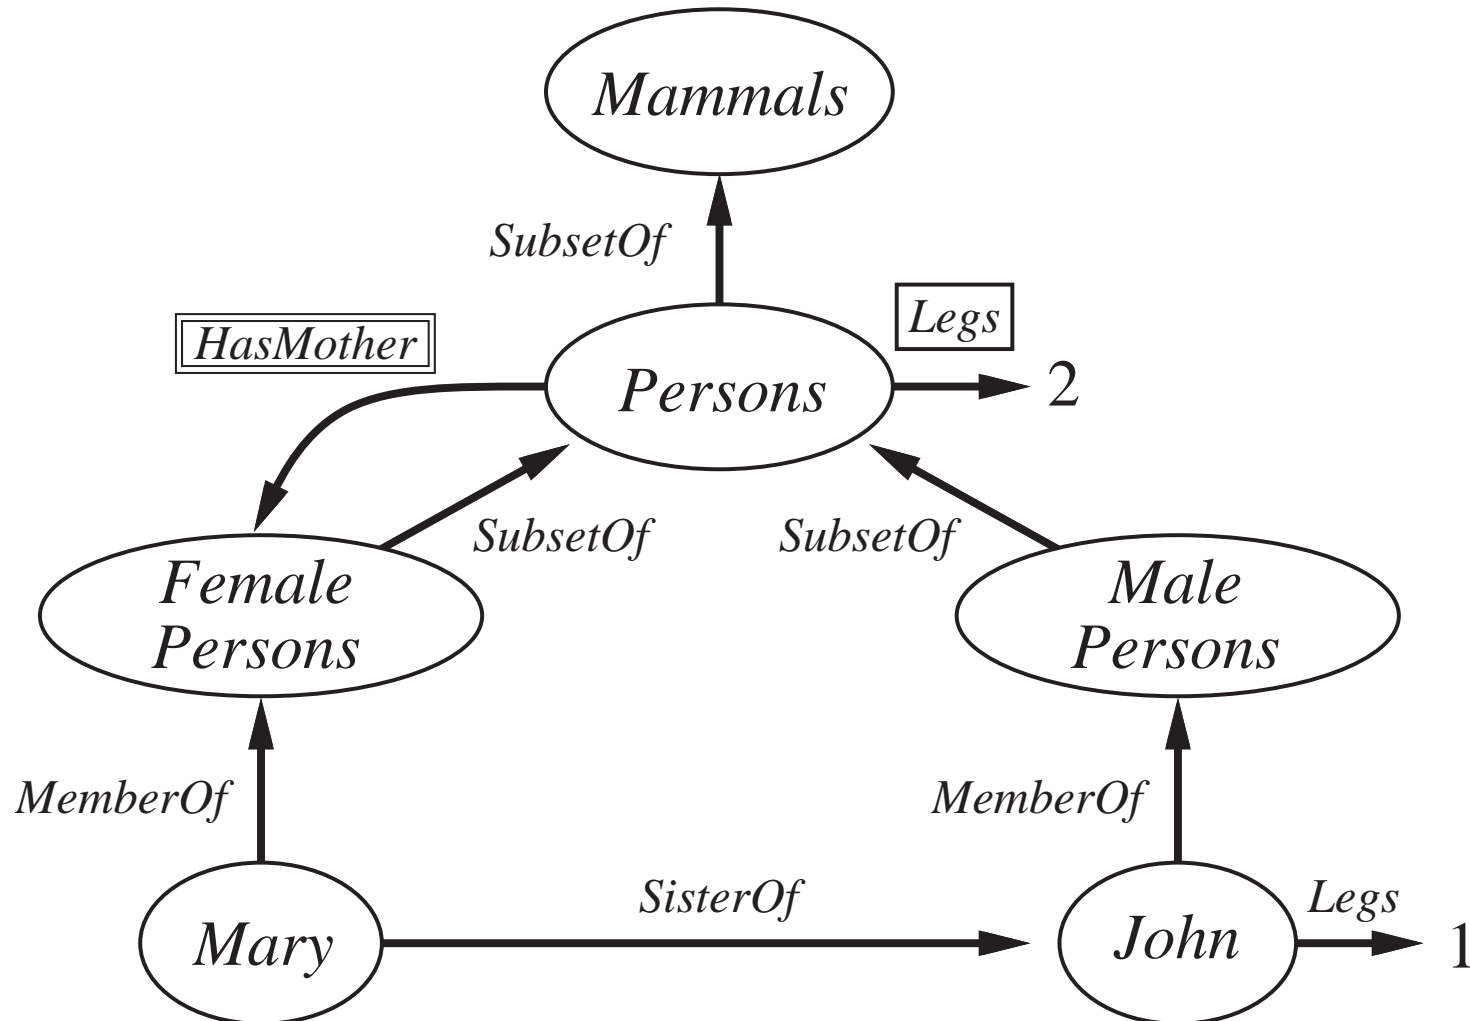 Mammals
SubsetOf
Legs
HasMother
Persons
2
SubsetOf
SubsetOf
Female
Persons
Male
Persons
MemberOf
MemberOf
SisterOf
Legs
Mary
John
1